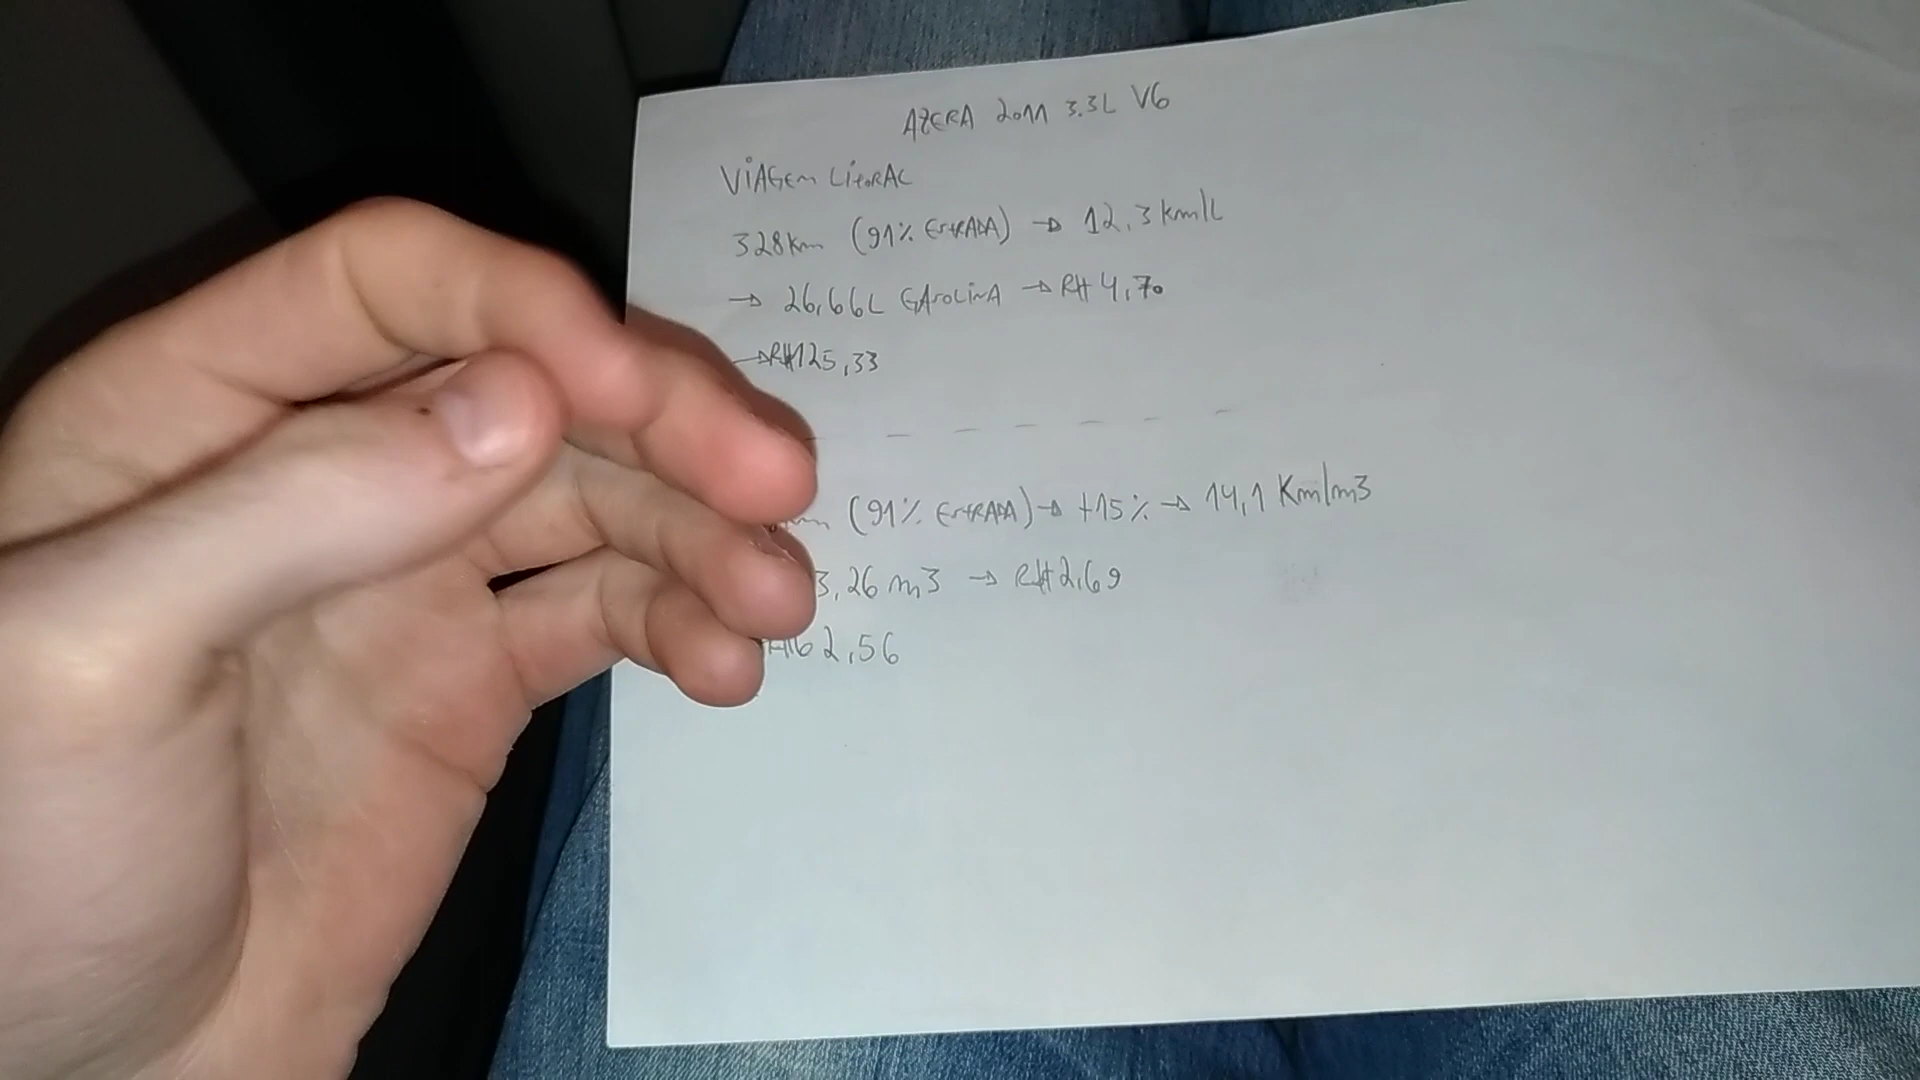 AZERA 2011 3.3L V6
ViAGEm LitORAL
328Km (91% EStRADA) → 12,3 km/L
→ 26,66L GASOLiNA → R$ 4,70
→ R$125,33
(91% EStRADA) → +15% → 14,1 Km/m3
3,26 m3 → R$ 2,69
62,56